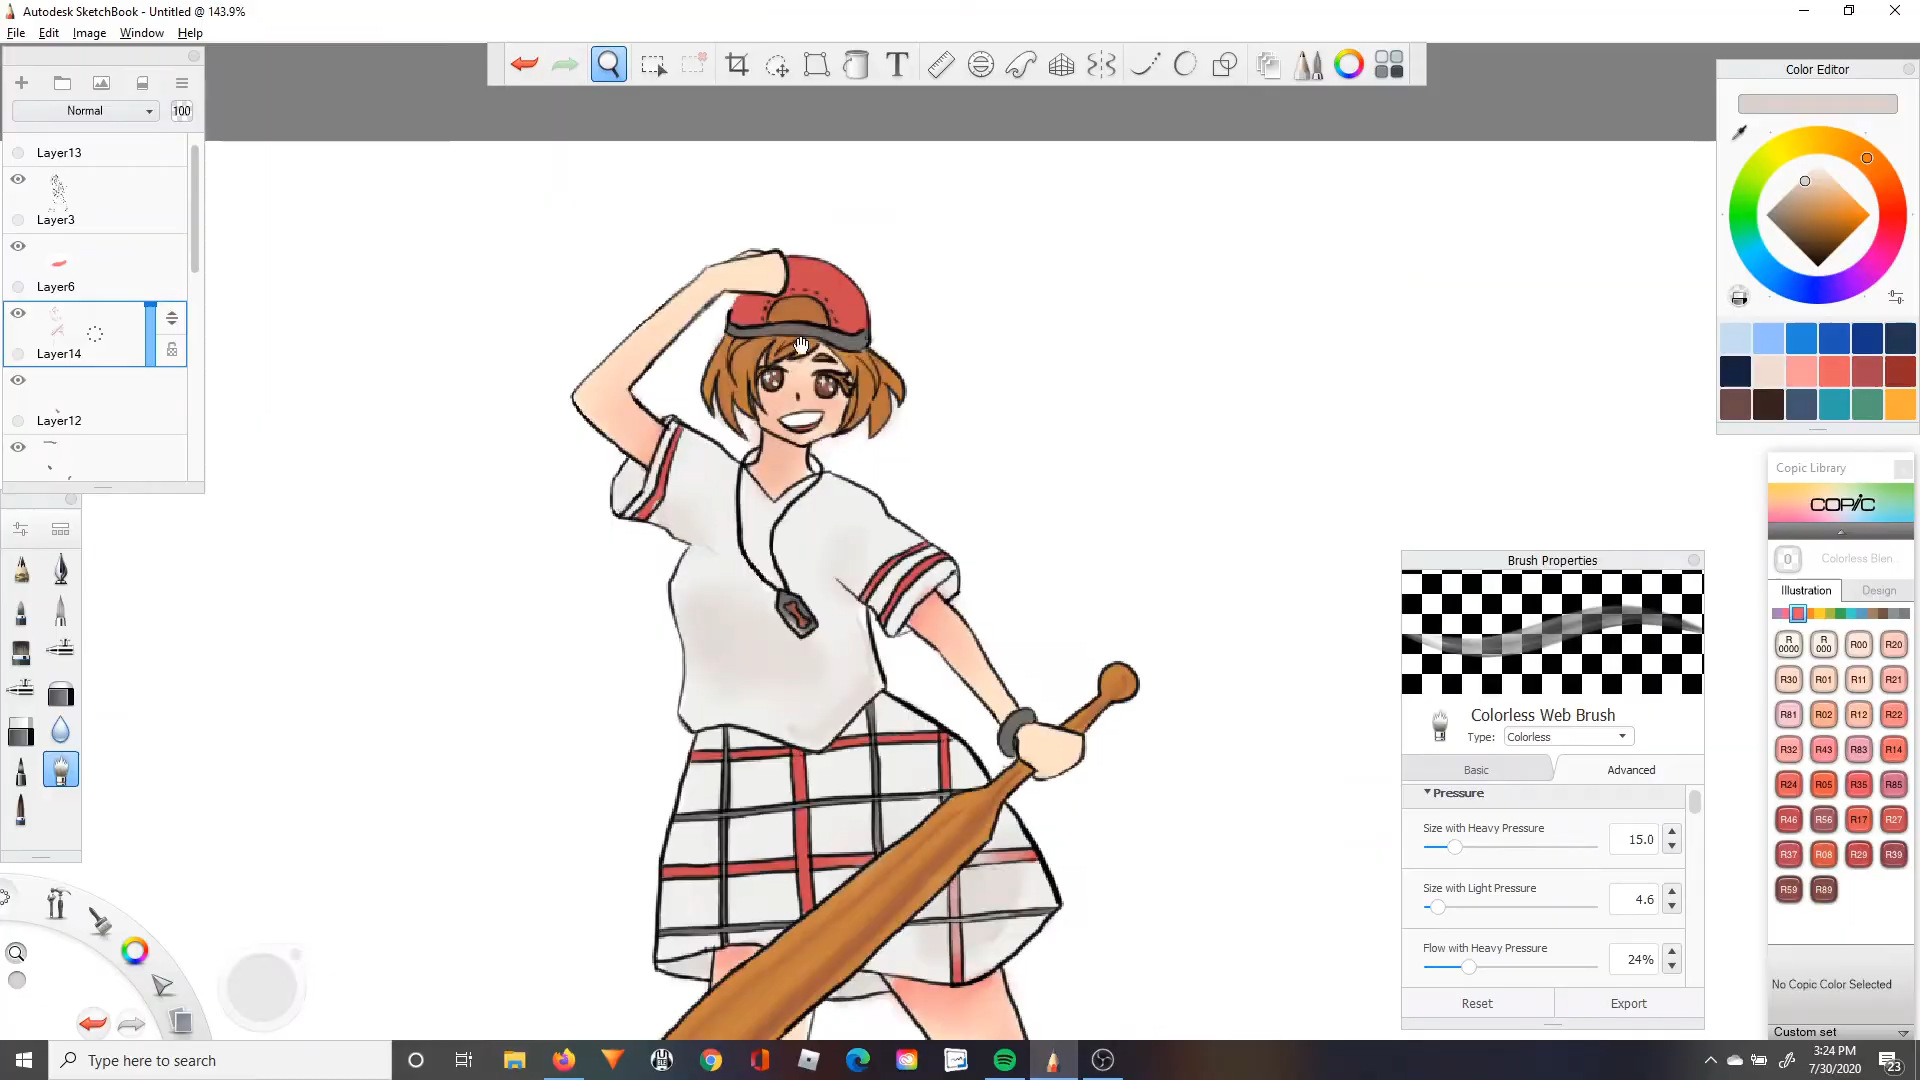 Autodesk SketchBook - Untitled @ 143.9%
File Edit Image Window Help
Normal 100
Layer13
Layer3
Layer6
Layer14
Layer12
T
Color Editor
Copic Library
COPIC
0 Colorless Blen...
Illustration Design
R0000 R000 R00 R20
R30 R01 R11 R21
R81 R02 R12 R22
R32 R43 R83 R14
R24 R05 R35 R85
R46 R56 R17 R27
R37 R08 R29 R39
R59 R89
No Copic Color Selected
Custom set
Brush Properties
Colorless Web Brush
Type: Colorless
Basic Advanced
Pressure
Size with Heavy Pressure 15.0
Size with Light Pressure 4.6
Flow with Heavy Pressure 24%
Reset Export
Type here to search
3:24 PM
7/30/2020
23